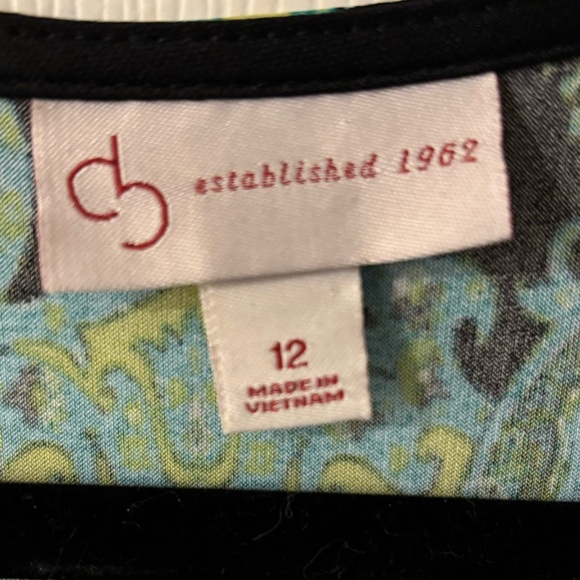 cb
established 1962
12
MADE IN
VIETNAM